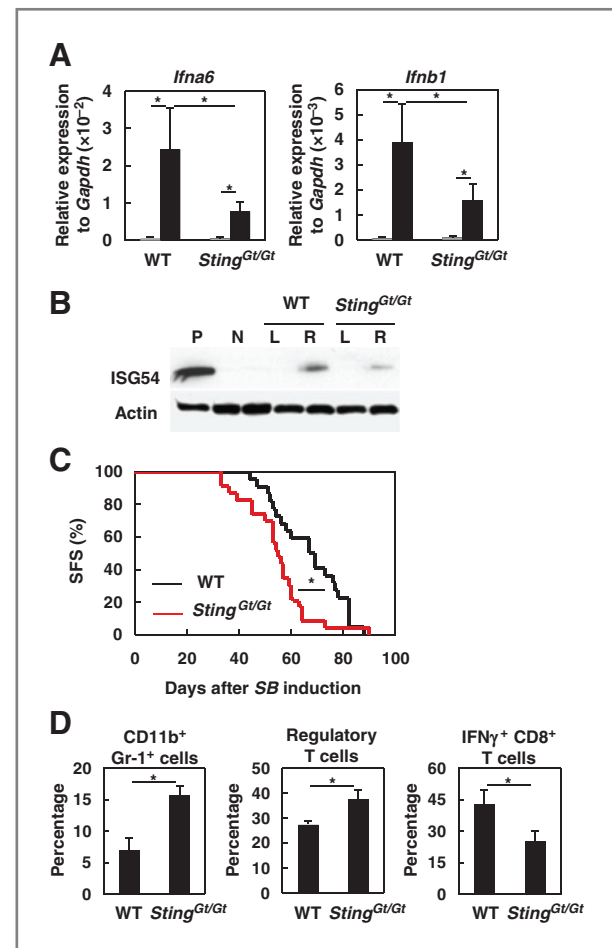 A
Ifna6
Relative expression
to Gapdh (×10⁻²)
4
3
2
1
0
* * *
WT Sting^Gt/Gt
Ifnb1
Relative expression
to Gapdh (×10⁻³)
6
5
4
3
2
1
0
* * *
WT Sting^Gt/Gt
B
WT Sting^Gt/Gt
P N L R L R
ISG54
Actin
C
SFS (%)
100
80
60
40
20
0
WT
Sting^Gt/Gt
*
0 20 40 60 80 100
Days after SB induction
D
CD11b⁺
Gr-1⁺ cells
Percentage
20
15
10
5
0
*
WT Sting^Gt/Gt
Regulatory
T cells
Percentage
50
40
30
20
10
0
*
WT Sting^Gt/Gt
IFNγ⁺ CD8⁺
T cells
Percentage
60
45
30
15
0
*
WT Sting^Gt/Gt